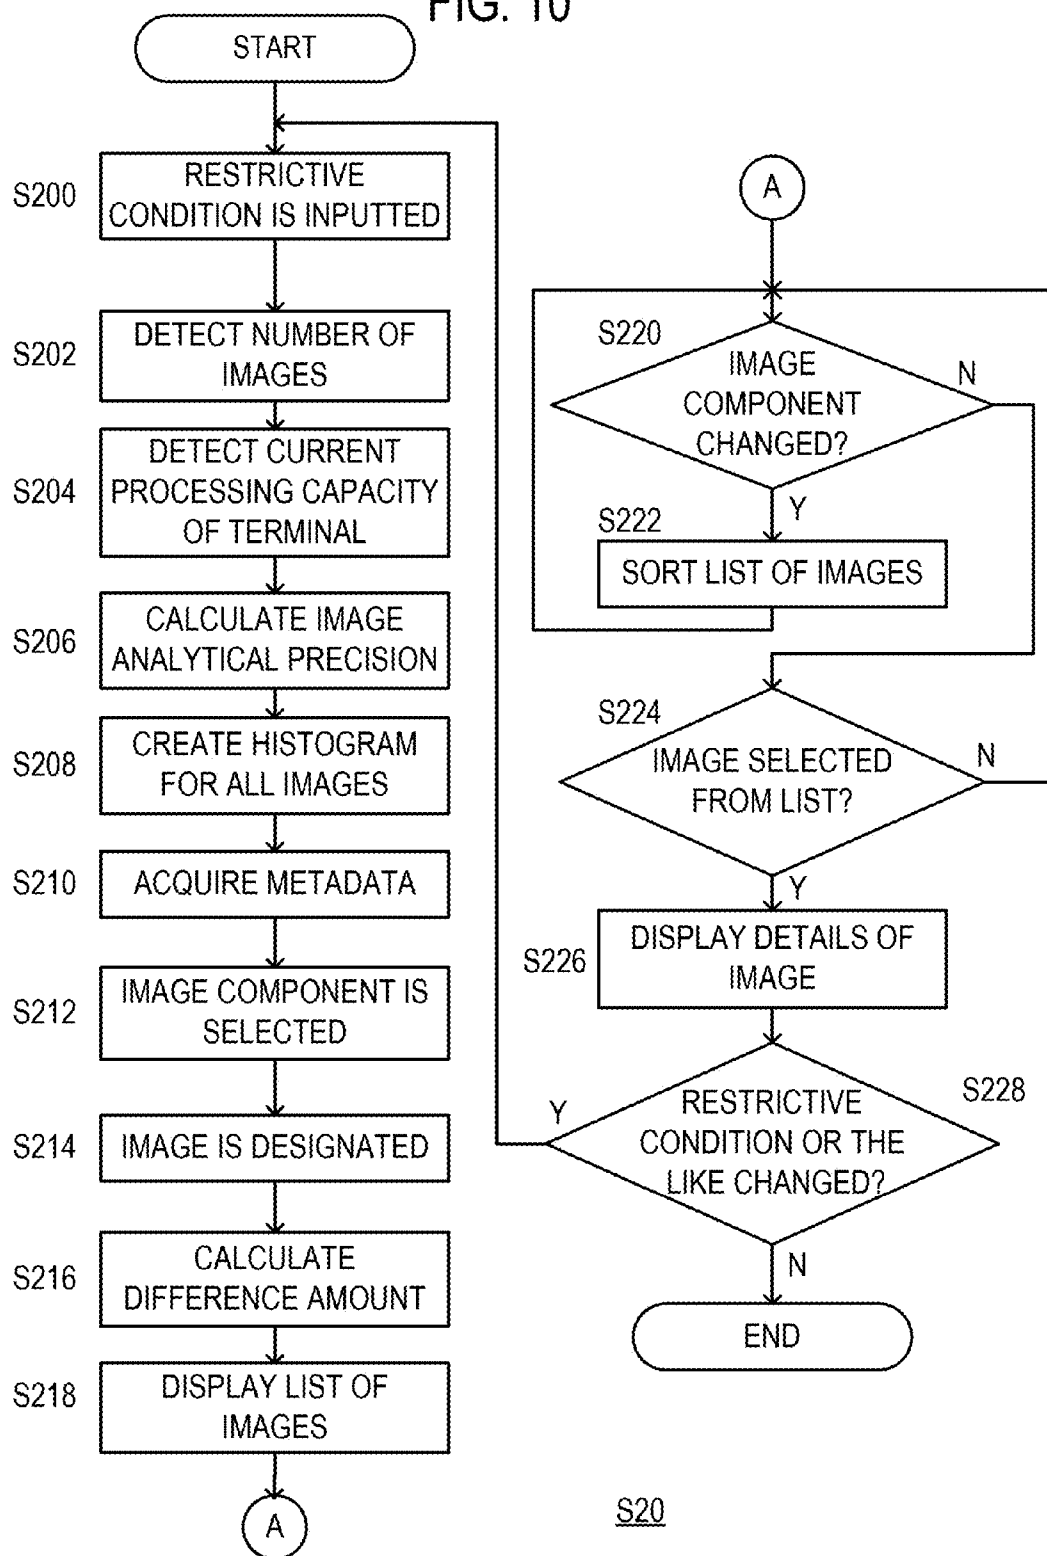 FIG. 10
START
S200
RESTRICTIVE
CONDITION IS INPUTTED
S202
DETECT NUMBER OF
IMAGES
S204
DETECT CURRENT
PROCESSING CAPACITY
OF TERMINAL
S206
CALCULATE IMAGE
ANALYTICAL PRECISION
S208
CREATE HISTOGRAM
FOR ALL IMAGES
S210
ACQUIRE METADATA
S212
IMAGE COMPONENT IS
SELECTED
S214
IMAGE IS DESIGNATED
S216
CALCULATE
DIFFERENCE AMOUNT
S218
DISPLAY LIST OF
IMAGES
A
A
S220
IMAGE
COMPONENT
CHANGED?
N
Y
S222
SORT LIST OF IMAGES
S224
IMAGE SELECTED
FROM LIST?
N
Y
S226
DISPLAY DETAILS OF
IMAGE
S228
RESTRICTIVE
CONDITION OR THE
LIKE CHANGED?
Y
N
END
S20